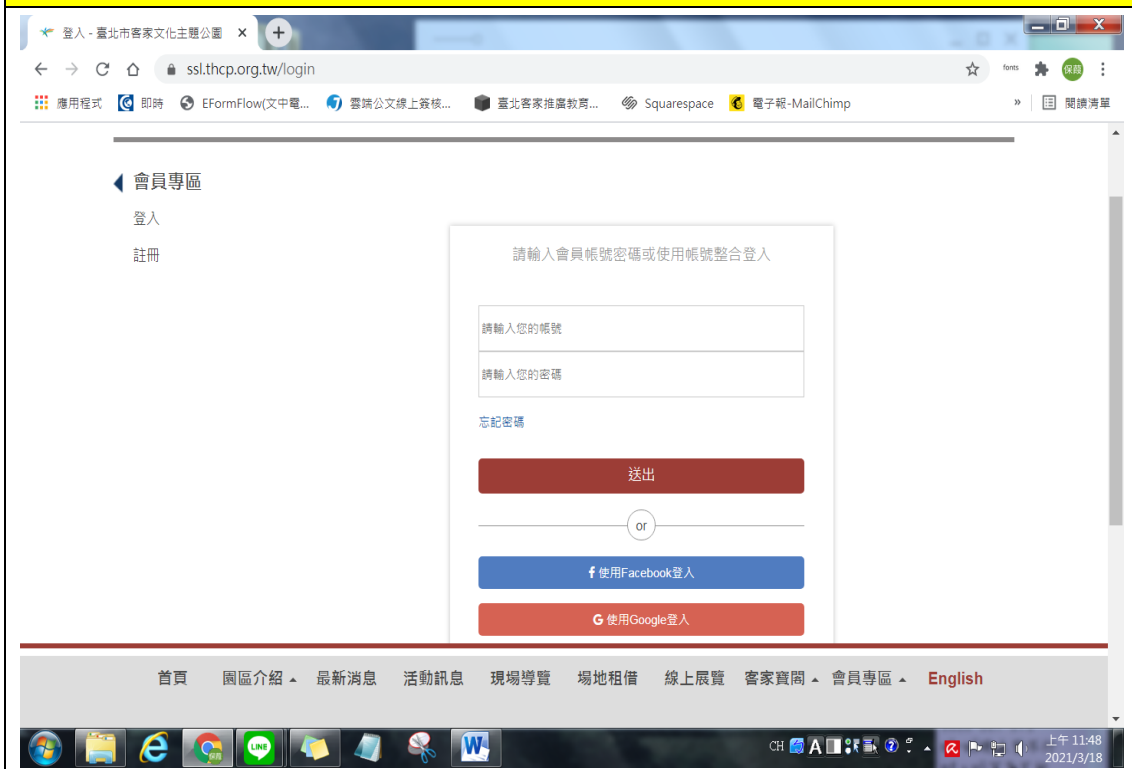 登入 - 臺北市客家文化主題公園
ssl.thcp.org.tw/login
fonts
保葭
應用程式 即時 EFormFlow(文中電... 雲端公文線上簽核... 臺北客家推廣教育... Squarespace 電子報-MailChimp » 閱讀清單
會員專區
登入
註冊
請輸入會員帳號密碼或使用帳號整合登入
請輸入您的帳號
請輸入您的密碼
忘記密碼
送出
or
使用Facebook登入
G 使用Google登入
首頁 園區介紹 最新消息 活動訊息 現場導覽 場地租借 線上展覽 客家寶閣 會員專區 English
LINE
W
CH
A
上午 11:48
2021/3/18